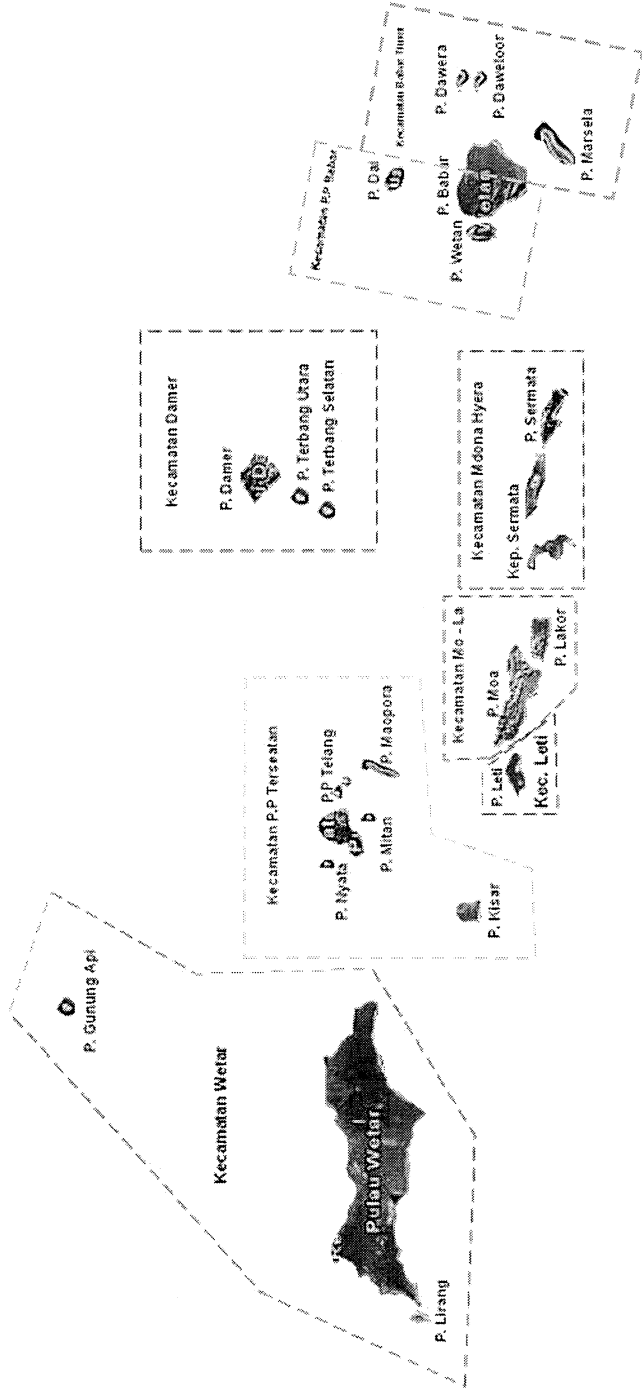 P. Gunung Api
Kecamatan Wetar
Pulau Wetar
P. Lirang
Kecamatan P.P Terseatan
P. Nyata
P.P Telang
P. Maopora
P. Mitan
P. Kisar
Kecamatan Damer
P. Damer
P. Terbang Utara
P. Terbang Selatan
P. Leti
Kec. Leti
Kecamatan Mo - La
P. Moa
P. Lakor
Kecamatan Mdona Hyera
Kep. Sermata
P. Sermata
Kecamatan P.P Babar
P. Dai
P. Babar
P. Wetan
Kecamatan Babar Timur
P. Dawera
P. Daweloor
P. Marsela